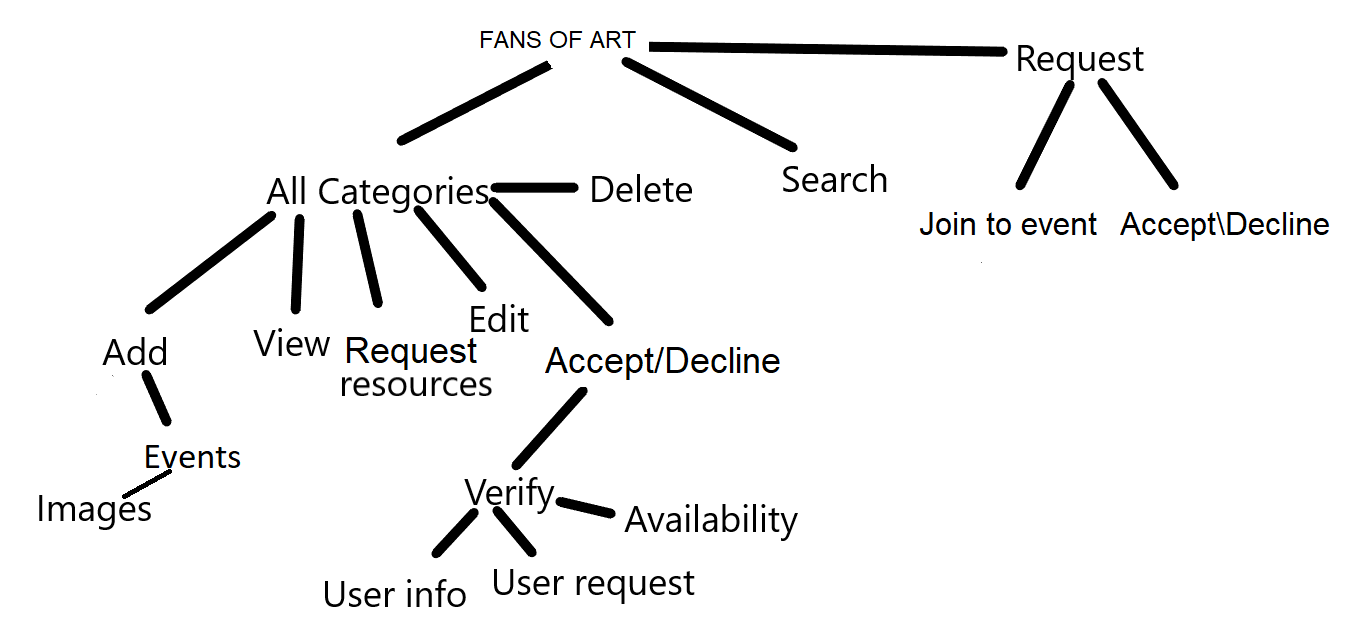 FANS OF ART
Request
All Categories
Delete
Search
Join to event
Accept\Decline
Add
View
Request
resources
Edit
Accept/Decline
Events
Images
Verify
Availability
User info
User request